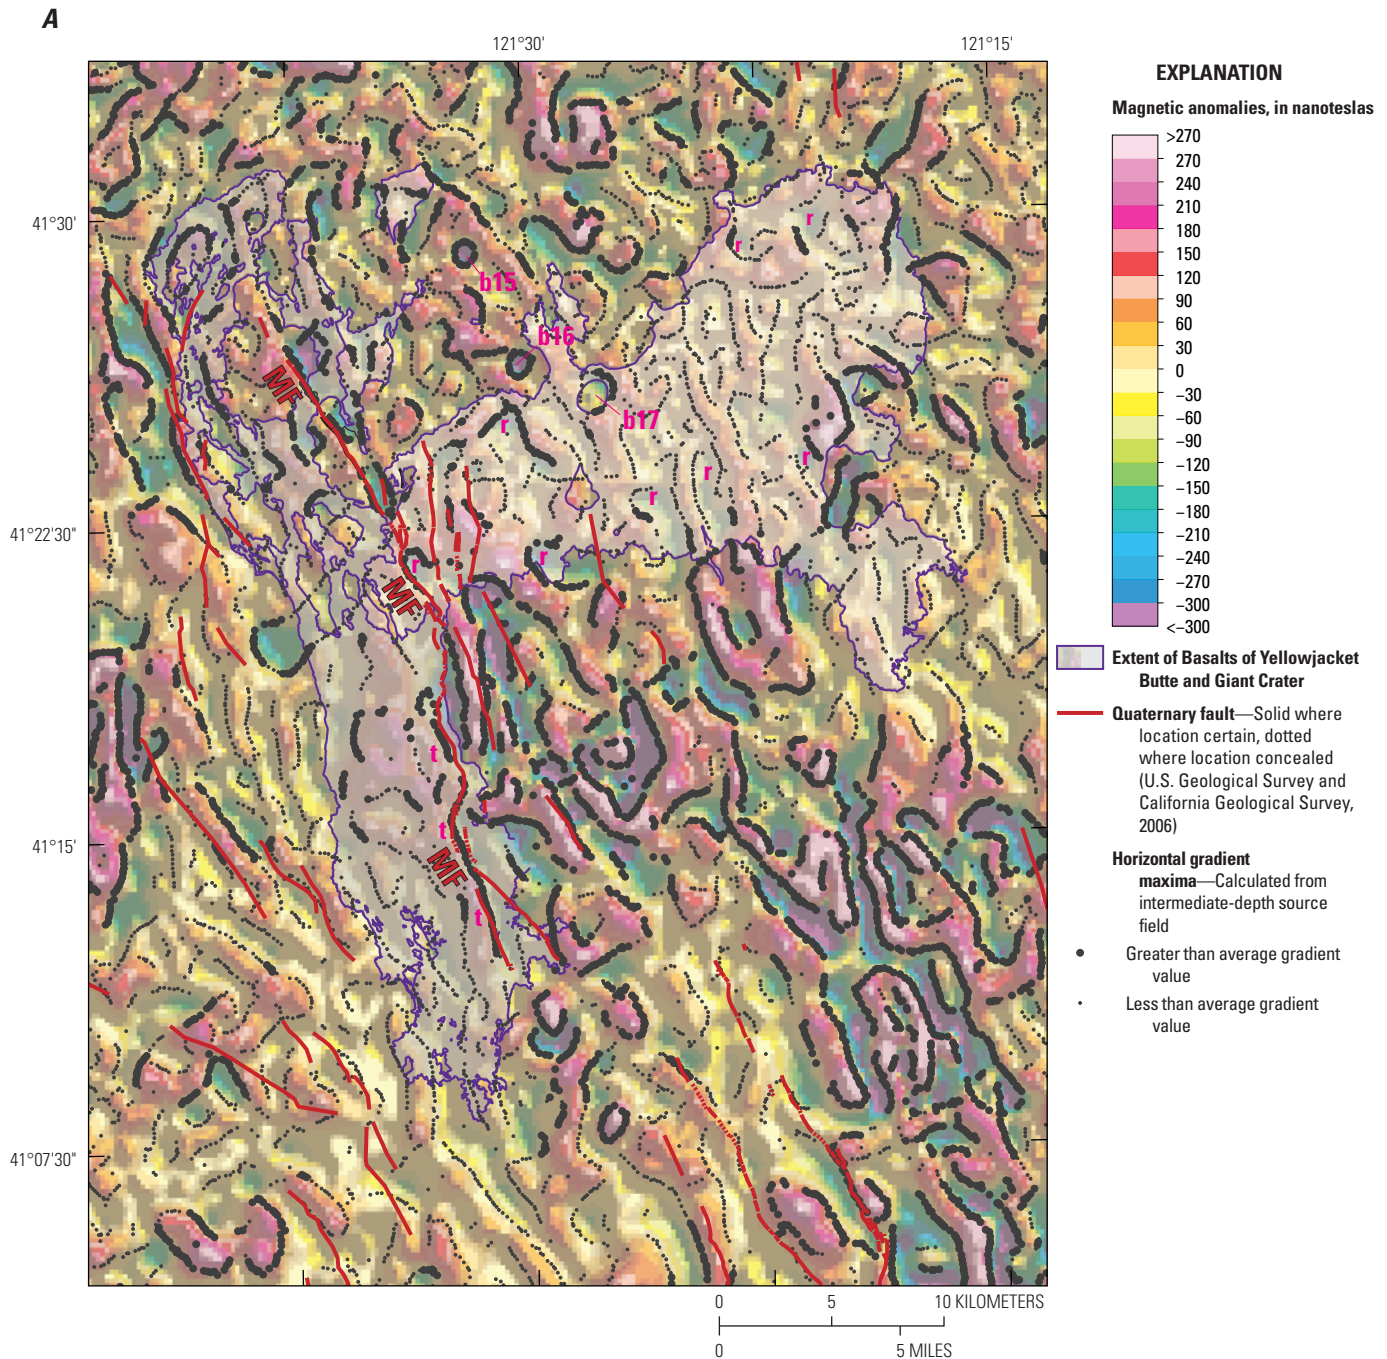 A
121°30'
121°15'
41°30'
41°22'30"
41°15'
41°07'30"
r
r
b15
b16
MF
b17
r
r
r
r
r
r
MF
t
t
MF
t
0 5 10 KILOMETERS
0 5 MILES
EXPLANATION
Magnetic anomalies, in nanoteslas
>270
270
240
210
180
150
120
90
60
30
0
−30
−60
−90
−120
−150
−180
−210
−240
−270
−300
<−300
Extent of Basalts of Yellowjacket
Butte and Giant Crater
Quaternary fault—Solid where
location certain, dotted
where location concealed
(U.S. Geological Survey and
California Geological Survey,
2006)
Horizontal gradient
maxima—Calculated from
intermediate-depth source
field
Greater than average gradient
value
Less than average gradient
value